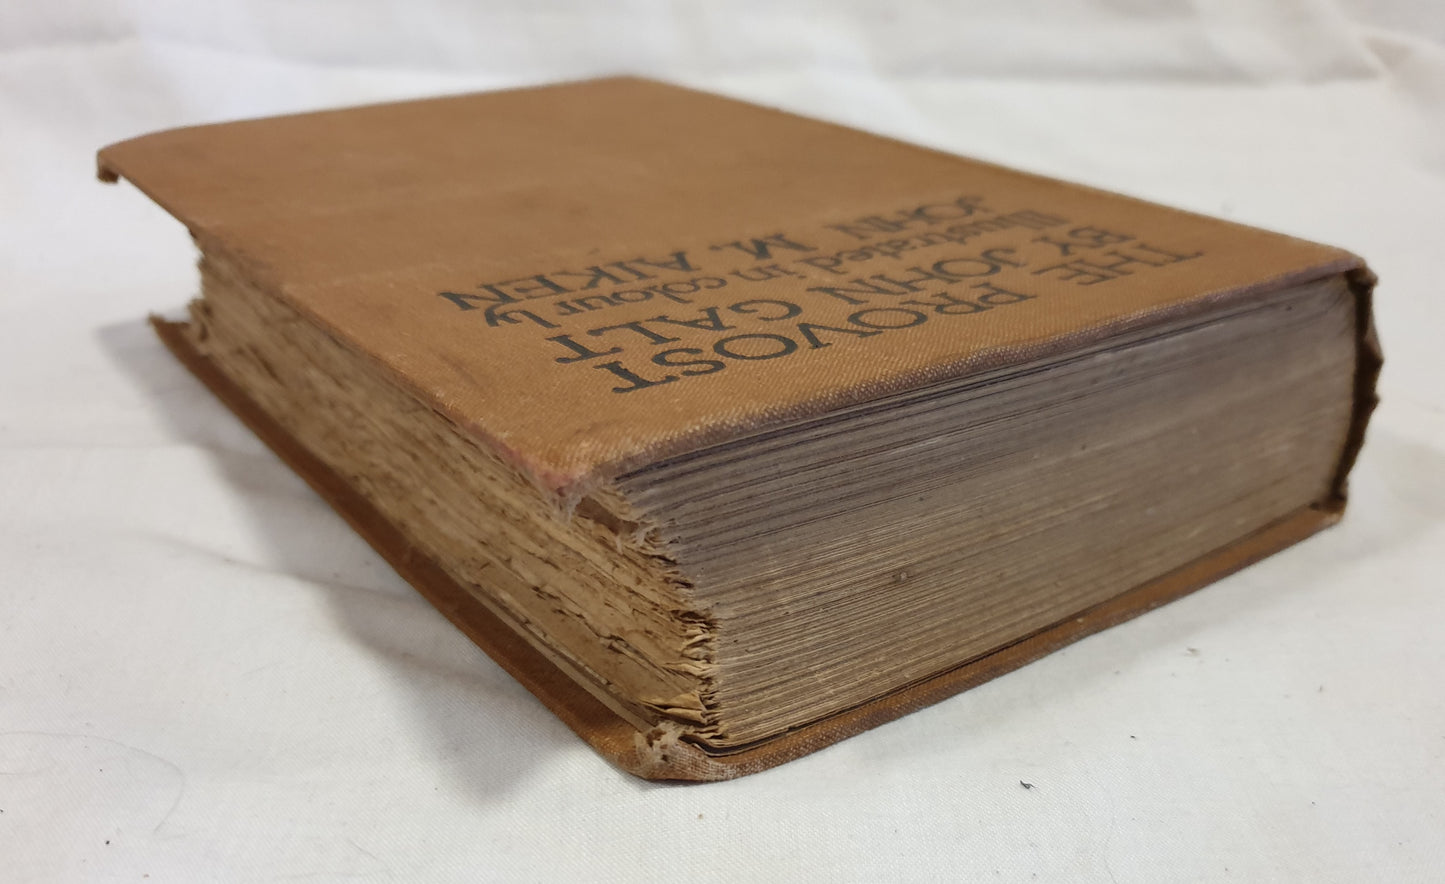 THE PROVOST
BY JOHN GALT
Illustrated in colour by
JOHN M. AIKEN